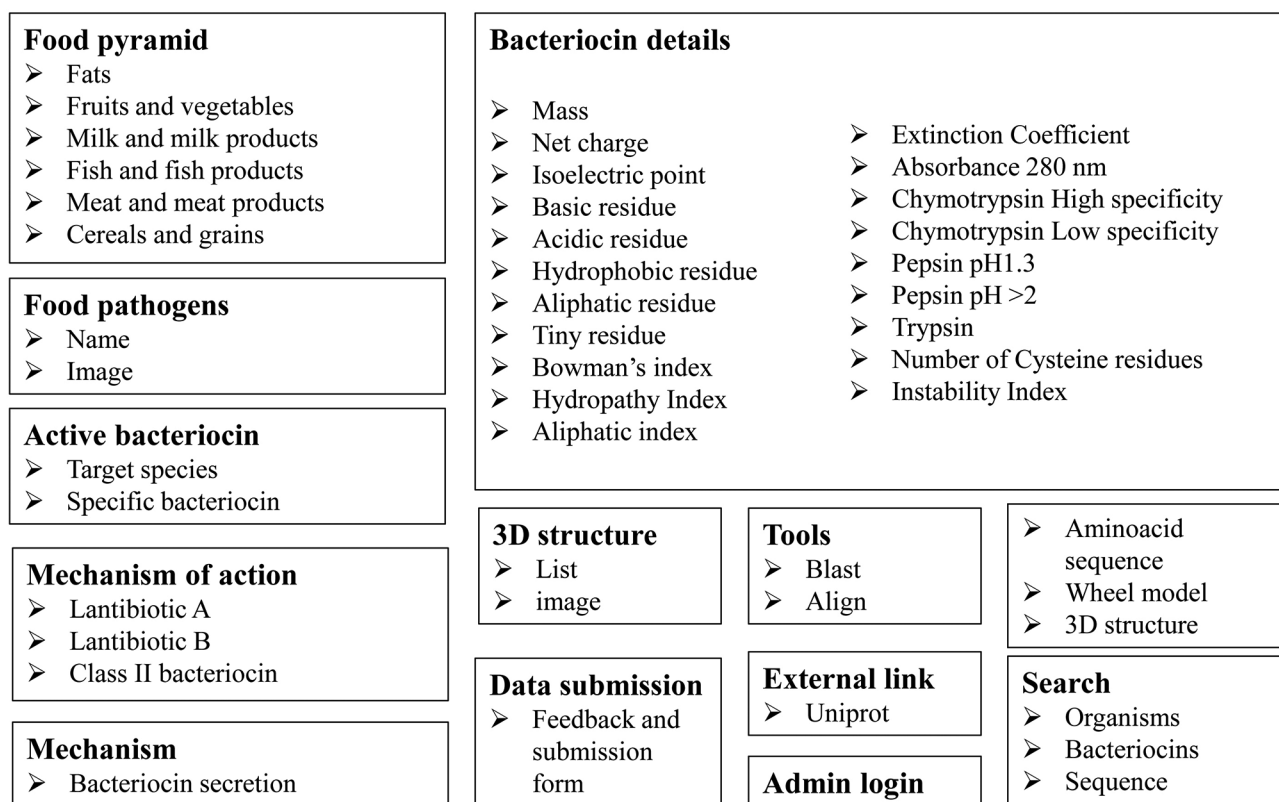 Food pyramid
➢ Fats
➢ Fruits and vegetables
➢ Milk and milk products
➢ Fish and fish products
➢ Meat and meat products
➢ Cereals and grains
Food pathogens
➢ Name
➢ Image
Active bacteriocin
➢ Target species
➢ Specific bacteriocin
Mechanism of action
➢ Lantibiotic A
➢ Lantibiotic B
➢ Class II bacteriocin
Mechanism
➢ Bacteriocin secretion
Bacteriocin details
➢ Mass
➢ Net charge
➢ Isoelectric point
➢ Basic residue
➢ Acidic residue
➢ Hydrophobic residue
➢ Aliphatic residue
➢ Tiny residue
➢ Bowman’s index
➢ Hydropathy Index
➢ Aliphatic index
➢ Extinction Coefficient
➢ Absorbance 280 nm
➢ Chymotrypsin High specificity
➢ Chymotrypsin Low specificity
➢ Pepsin pH1.3
➢ Pepsin pH >2
➢ Trypsin
➢ Number of Cysteine residues
➢ Instability Index
3D structure
➢ List
➢ image
Tools
➢ Blast
➢ Align
➢ Aminoacid
sequence
➢ Wheel model
➢ 3D structure
Data submission
➢ Feedback and
submission
form
External link
➢ Uniprot
Admin login
Search
➢ Organisms
➢ Bacteriocins
➢ Sequence